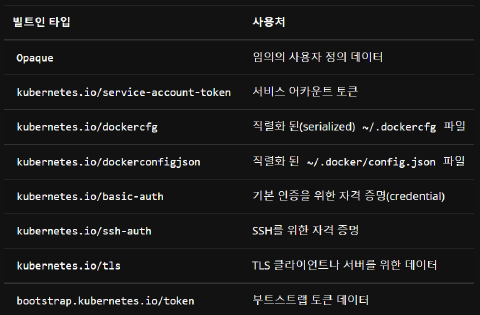 빌트인 타입 사용처
Opaque 임의의 사용자 정의 데이터
kubernetes.io/service-account-token 서비스 어카운트 토큰
kubernetes.io/dockercfg 직렬화 된(serialized) ~/.dockercfg 파일
kubernetes.io/dockerconfigjson 직렬화 된 ~/.docker/config.json 파일
kubernetes.io/basic-auth 기본 인증을 위한 자격 증명(credential)
kubernetes.io/ssh-auth SSH를 위한 자격 증명
kubernetes.io/tls TLS 클라이언트나 서버를 위한 데이터
bootstrap.kubernetes.io/token 부트스트랩 토큰 데이터